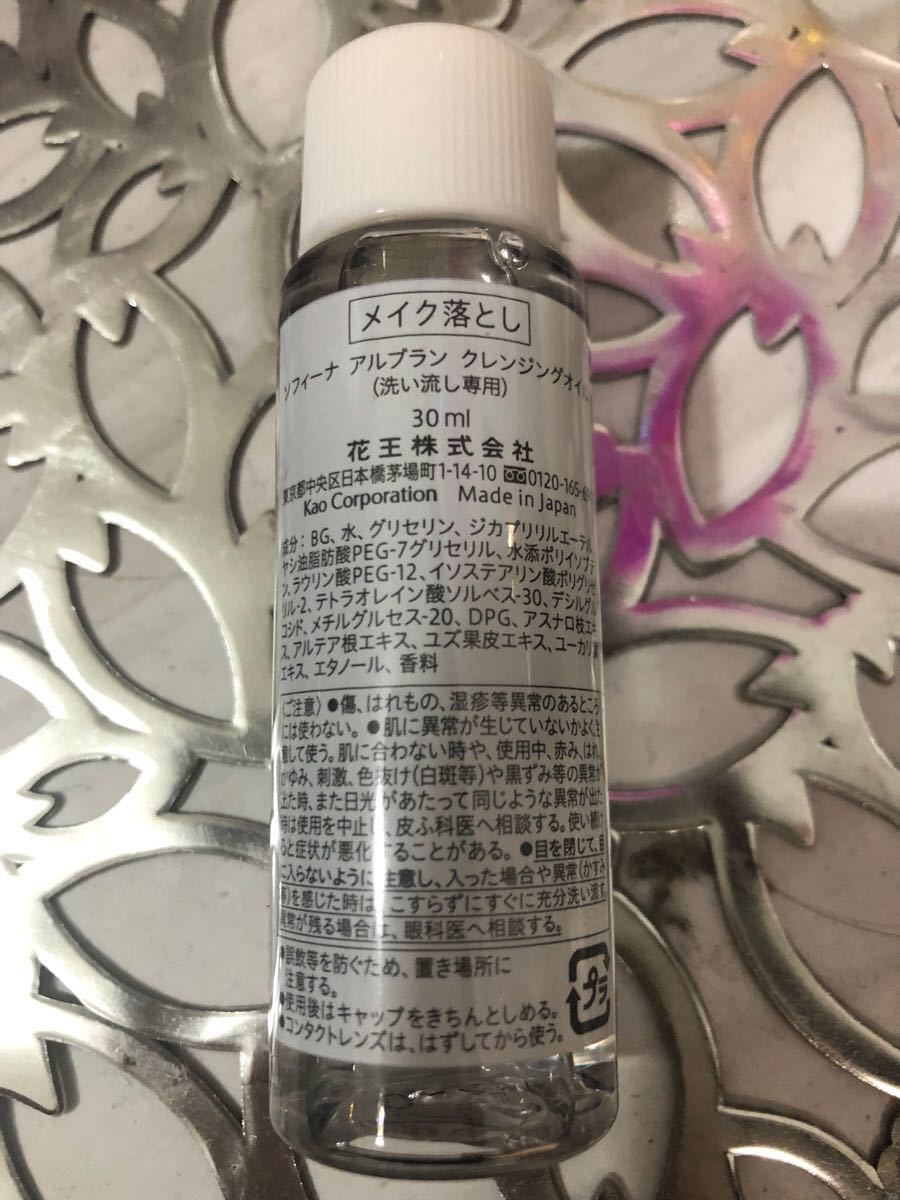 メイク落とし
ソフィーナ アルブラン クレンジングオイル
(洗い流し専用)
30ml
花王株式会社
東京都中央区日本橋茅場町1-14-10 0120-165-69
Kao Corporation Made in Japan
成分：BG、水、グリセリン、ジカプリリルエーテル、
ヤシ油脂肪酸PEG-7グリセリル、水添ポリイソブテ
ン、ラウリン酸PEG-12、イソステアリン酸ポリグリセ
リル-2、テトラオレイン酸ソルベス-30、デシルグル
コシド、メチルグルセス-20、DPG、アスナロ枝エキ
ス、アルテア根エキス、ユズ果皮エキス、ユーカリ葉
エキス、エタノール、香料
〈ご注意〉●傷、はれもの、湿疹等異常のあるところ
には使わない。●肌に異常が生じていないかよく注
意して使う。肌に合わない時や、使用中、赤み、はれ、
かゆみ、刺激、色抜け(白斑等)や黒ずみ等の異常が
出た時、また日光があたって同じような異常が出た
時は使用を中止し、皮ふ科医へ相談する。使い続け
ると症状が悪化することがある。●目を閉じて、目
に入らないように注意し、入った場合や異常(かすみ
等)を感じた時は、こすらずにすぐに充分洗い流す。
異常が残る場合は、眼科医へ相談する。
●誤飲等を防ぐため、置き場所に
注意する。
●使用後はキャップをきちんとしめる。
●コンタクトレンズは、はずしてから使う。
プラ